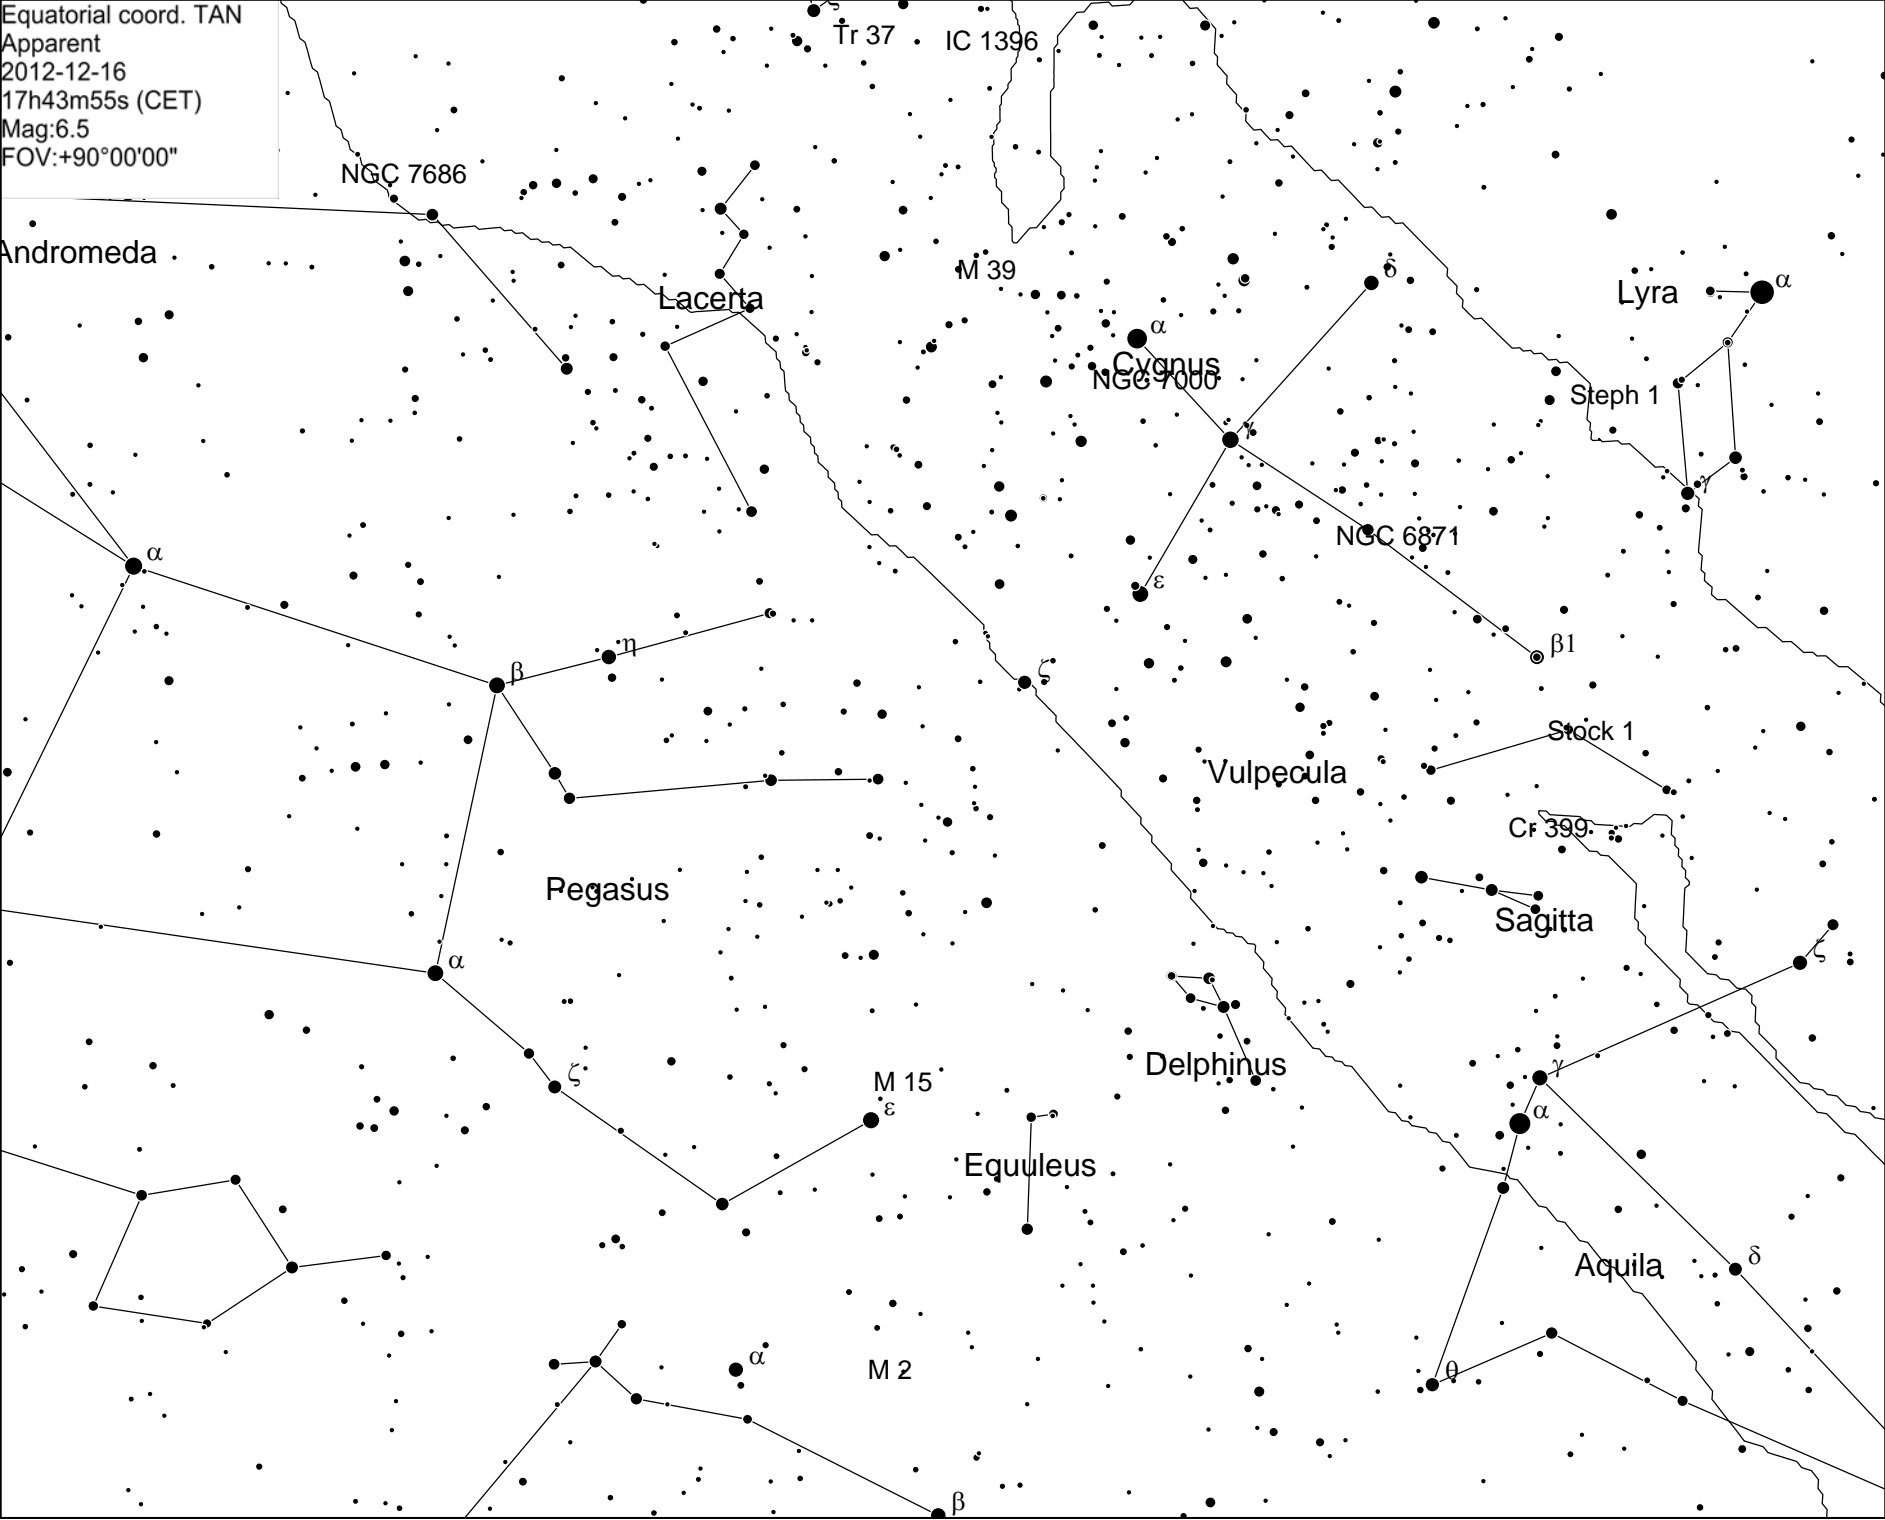 Equatorial coord. TAN
Apparent
2012-12-16
17h43m55s (CET)
Mag:6.5
FOV:+90°00'00"
ζ
Tr 37
IC 1396
NGC 7686
Andromeda
M 39
δ
Lyra
α
Lacerta
α
Cygnus
NGC 7000
Steph 1
γ
γ
NGC 6871
α
ε
η
β1
β
ζ
Stock 1
Vulpecula
Cr 399
Pegasus
Sagitta
α
ζ
Delphinus
γ
ζ
M 15
ε
α
Equuleus
Aquila
δ
α
M 2
θ
β